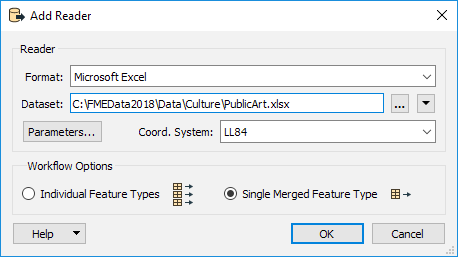 Add Reader
Reader
Format: Microsoft Excel
Dataset: C:\FMEData2018\Data\Culture\PublicArt.xlsx ...
Parameters... Coord. System: LL84
Workflow Options
Individual Feature Types Single Merged Feature Type
Help OK Cancel